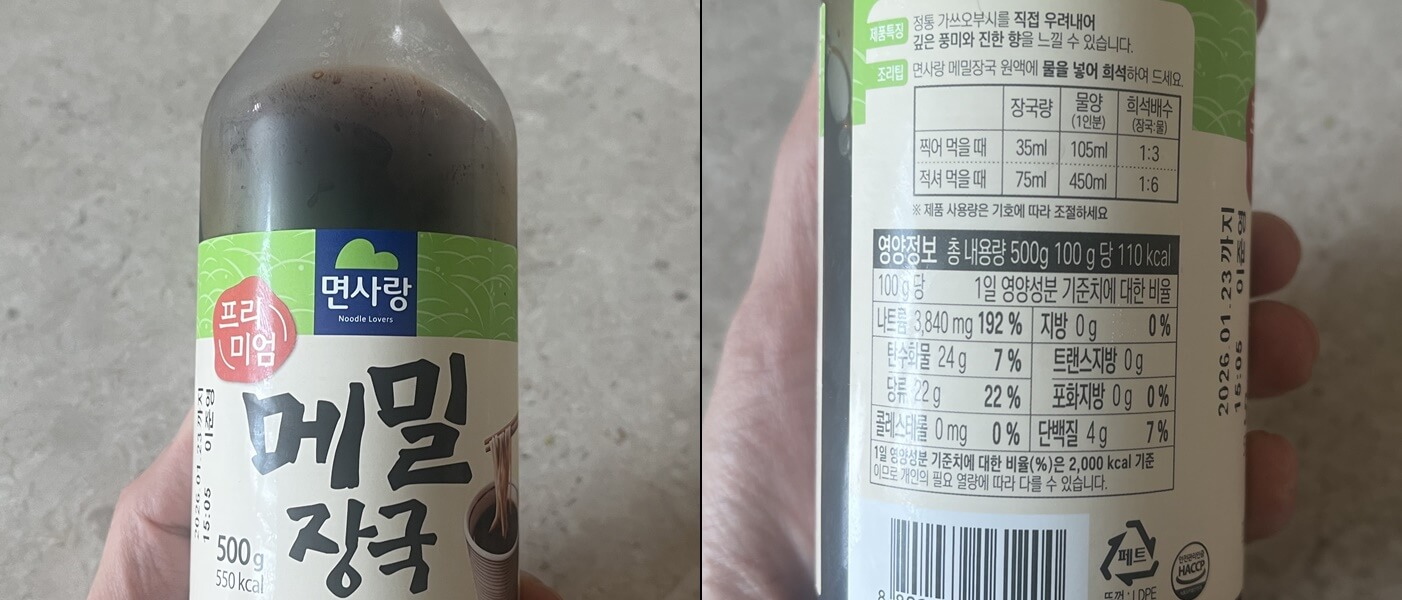 면사랑
Noodle Lovers
프리
미엄
메밀
장국
500g
550 kcal
2026.01.23 까지
15:05 이준영
제품특징 정통 가쓰오부시를 직접 우려내어
깊은 풍미와 진한 향을 느낄 수 있습니다.
조리팁 면사랑 메밀장국 원액에 물을 넣어 희석하여 드세요.
장국량 물양 (1인분) 희석배수 (장국:물)
찍어 먹을 때 35ml 105ml 1:3
적셔 먹을 때 75ml 450ml 1:6
※ 제품 사용량은 기호에 따라 조절하세요
영양정보 총 내용량 500g 100 g 당 110 kcal
100 g 당 1일 영양성분 기준치에 대한 비율
나트륨 3,840 mg 192 % 지방 0 g 0 %
탄수화물 24 g 7 % 트랜스지방 0 g
당류 22 g 22 % 포화지방 0 g 0 %
콜레스테롤 0 mg 0 % 단백질 4 g 7 %
1일 영양성분 기준치에 대한 비율(%)은 2,000 kcal 기준
이므로 개인의 필요 열량에 따라 다를 수 있습니다.
2026.01.23 까지
15:05 이준영
페트
뚜껑 : LDPE
안전관리인증
HACCP